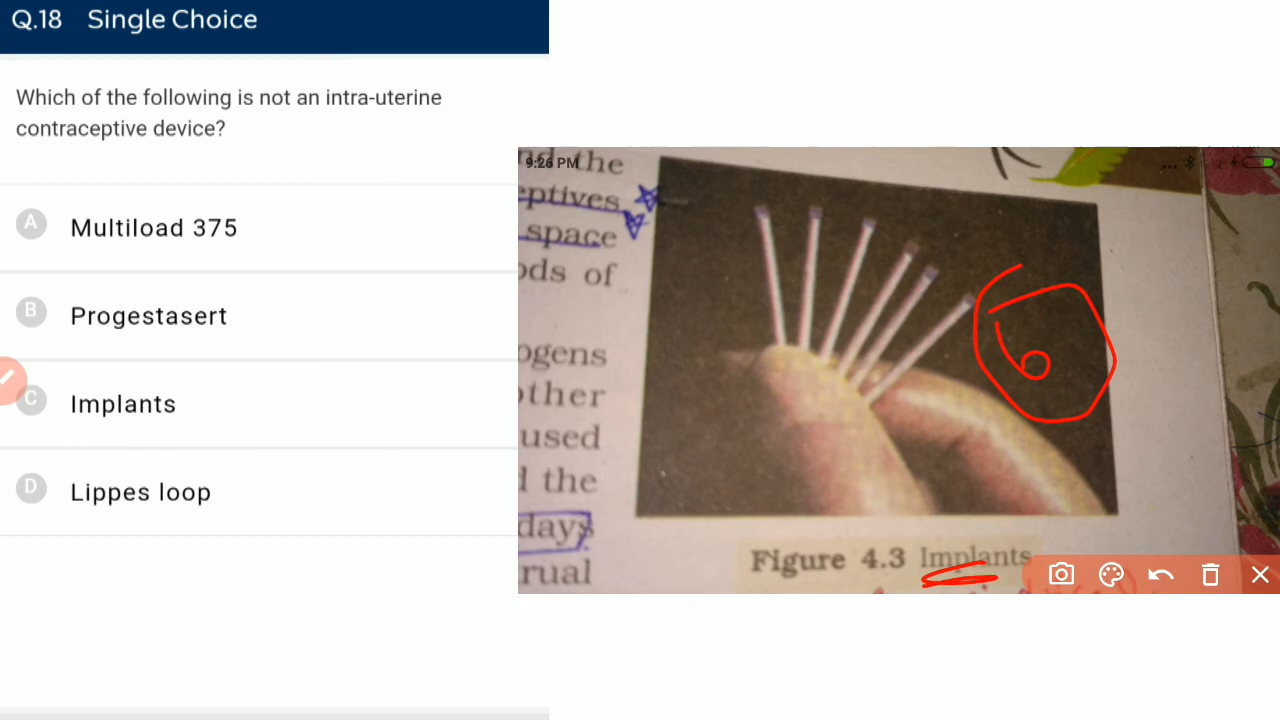 Q.18 Single Choice
Which of the following is not an intra-uterine
contraceptive device?
A Multiload 375
B Progestasert
C Implants
D Lippes loop
9:26 PM
nd the
eptives
space
ods of
ogens
other
used
d the
days
rual
6
Figure 4.3 Implants